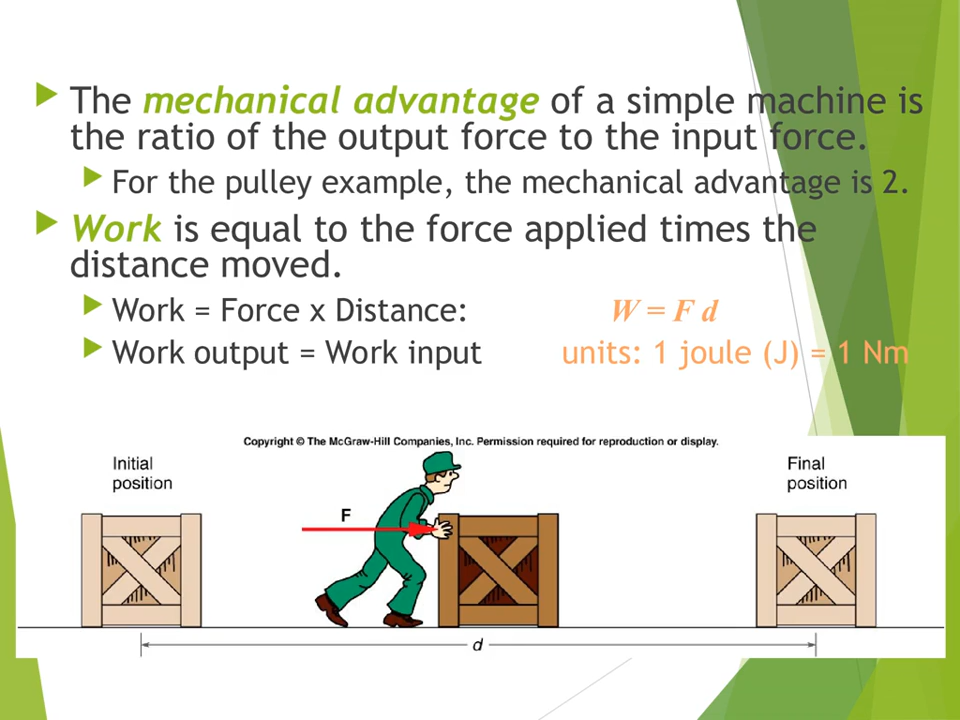 The mechanical advantage of a simple machine is
the ratio of the output force to the input force.
For the pulley example, the mechanical advantage is 2.
Work is equal to the force applied times the
distance moved.
Work = Force x Distance: W = F d
Work output = Work input units: 1 joule (J) = 1 Nm
Copyright © The McGraw-Hill Companies, Inc. Permission required for reproduction or display.
Initial
position
Final
position
F
d